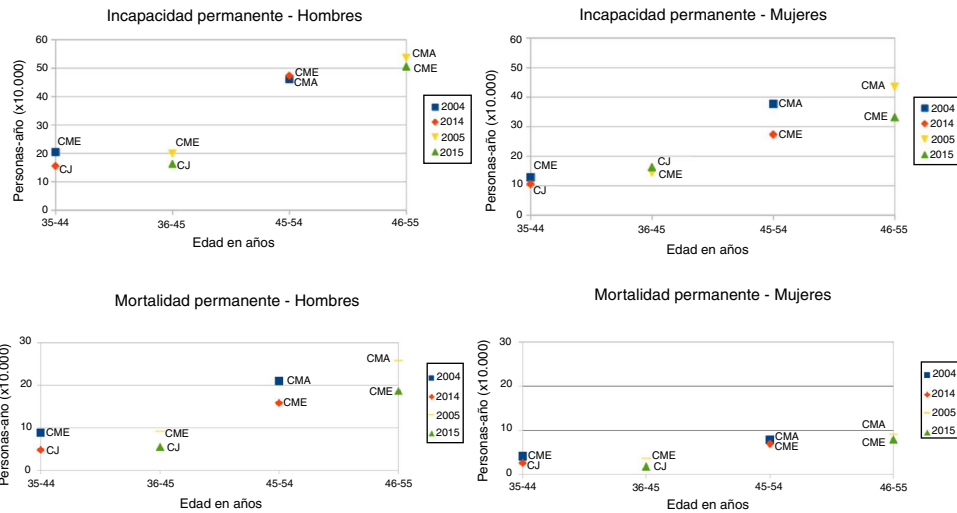 Incapacidad permanente - Hombres
Personas-año (x10.000)
60
50
40
30
20
10
0
CME
CJ
CME
CJ
CME
CMA
CMA
CME
35-44
36-45
45-54
46-55
Edad en años
2004
2014
2005
2015
Incapacidad permanente - Mujeres
Personas-año (x10.000)
60
50
40
30
20
10
0
CME
CJ
CJ
CME
CMA
CME
CMA
CME
35-44
36-45
45-54
46-55
Edad en años
2004
2014
2005
2015
Mortalidad permanente - Hombres
Personas-año (x10.000)
30
20
10
0
CME
CJ
CME
CJ
CMA
CME
CMA
CME
35-44
36-45
45-54
46-55
Edad en años
2004
2014
2005
2015
Mortalidad permanente - Mujeres
Personas-año (x10.000)
30
20
10
0
CME
CJ
CME
CJ
CMA
CME
CMA
CME
35-44
36-45
45-54
46-55
Edad en años
2004
2014
2005
2015